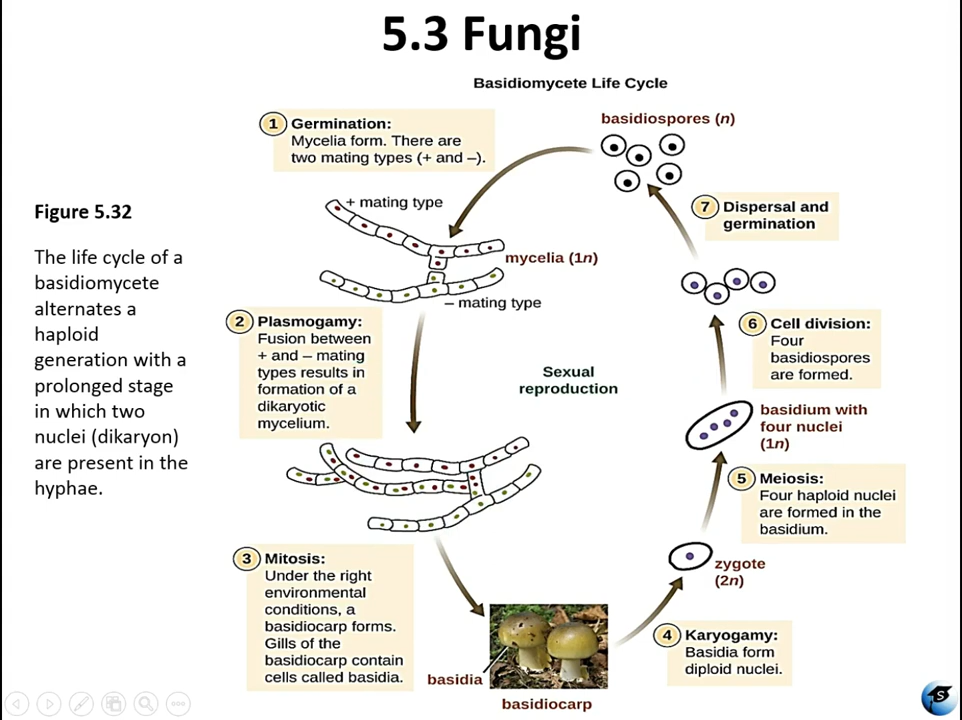 5.3 Fungi
Basidiomycete Life Cycle
1 Germination:
Mycelia form. There are
two mating types (+ and –).
basidiospores (n)
7 Dispersal and
germination
Figure 5.32
The life cycle of a
basidiomycete
alternates a
haploid
generation with a
prolonged stage
in which two
nuclei (dikaryon)
are present in the
hyphae.
+ mating type
mycelia (1n)
– mating type
2 Plasmogamy:
Fusion between
+ and – mating
types results in
formation of a
dikaryotic
mycelium.
Sexual
reproduction
6 Cell division:
Four
basidiospores
are formed.
basidium with
four nuclei
(1n)
5 Meiosis:
Four haploid nuclei
are formed in the
basidium.
zygote
(2n)
3 Mitosis:
Under the right
environmental
conditions, a
basidiocarp forms.
Gills of the
basidiocarp contain
cells called basidia.
4 Karyogamy:
Basidia form
diploid nuclei.
basidia
basidiocarp
S